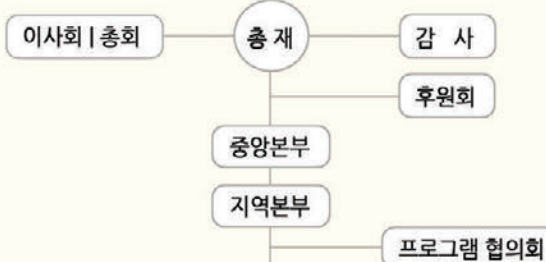 이사회 | 총회
총 재
감 사
후원회
중앙본부
지역본부
프로그램 협의회